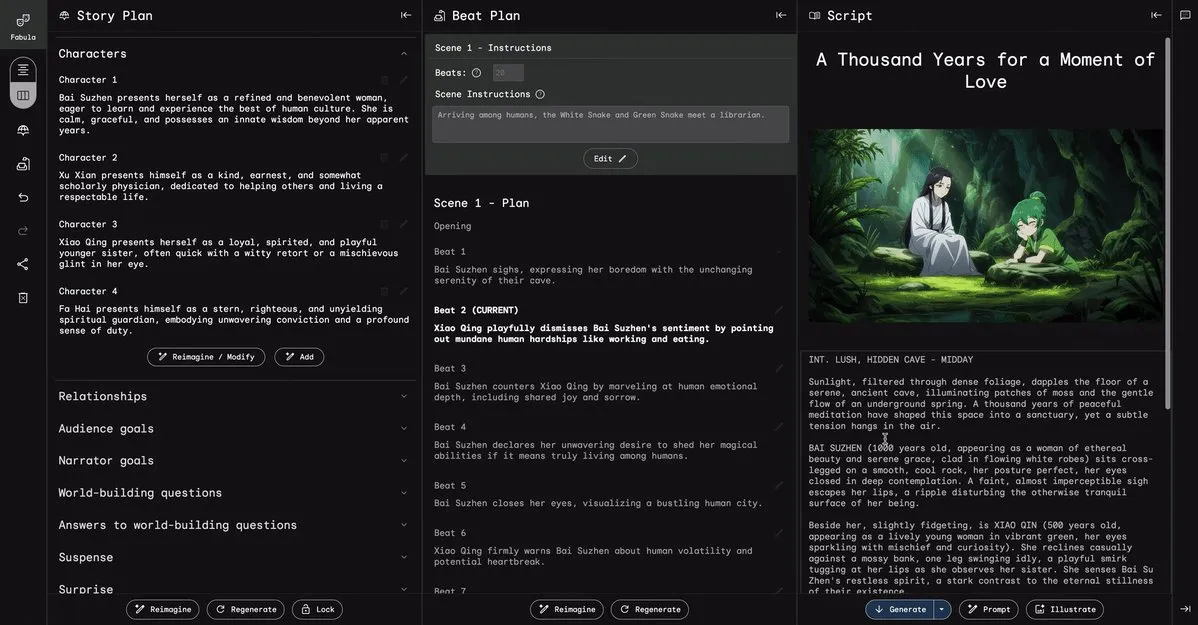 Fabula
Story Plan
Characters
Character 1
Bai Suzhen presents herself as a refined and benevolent woman,
eager to learn and experience the best of human culture. She is
calm, graceful, and possesses an innate wisdom beyond her apparent
years.
Character 2
Xu Xian presents himself as a kind, earnest, and somewhat
scholarly physician, dedicated to helping others and living a
respectable life.
Character 3
Xiao Qing presents herself as a loyal, spirited, and playful
younger sister, often quick with a witty retort or a mischievous
glint in her eye.
Character 4
Fa Hai presents himself as a stern, righteous, and unyielding
spiritual guardian, embodying unwavering conviction and a profound
sense of duty.
Reimagine / Modify
Add
Relationships
Audience goals
Narrator goals
World-building questions
Answers to world-building questions
Suspense
Surprise
Reimagine
Regenerate
Lock
Beat Plan
Scene 1 - Instructions
Beats: ?
20
Scene Instructions ?
Arriving among humans, the White Snake and Green Snake meet a librarian.
Edit
Scene 1 - Plan
Opening
Beat 1
Bai Suzhen sighs, expressing her boredom with the unchanging
serenity of their cave.
Beat 2 (CURRENT)
Xiao Qing playfully dismisses Bai Suzhen's sentiment by pointing
out mundane human hardships like working and eating.
Beat 3
Bai Suzhen counters Xiao Qing by marveling at human emotional
depth, including shared joy and sorrow.
Beat 4
Bai Suzhen declares her unwavering desire to shed her magical
abilities if it means truly living among humans.
Beat 5
Bai Suzhen closes her eyes, visualizing a bustling human city.
Beat 6
Xiao Qing firmly warns Bai Suzhen about human volatility and
potential heartbreak.
Beat 7
Reimagine
Regenerate
Script
A Thousand Years for a Moment of
Love
INT. LUSH, HIDDEN CAVE - MIDDAY
Sunlight, filtered through dense foliage, dapples the floor of a
serene, ancient cave, illuminating patches of moss and the gentle
flow of an underground spring. A thousand years of peaceful
meditation have shaped this space into a sanctuary, yet a subtle
tension hangs in the air.
BAI SUZHEN (1000 years old, appearing as a woman of ethereal
beauty and serene grace, clad in flowing white robes) sits cross-
legged on a smooth, cool rock, her posture perfect, her eyes
closed in deep contemplation. A faint, almost imperceptible sigh
escapes her lips, a ripple disturbing the otherwise tranquil
surface of her being.
Beside her, slightly fidgeting, is XIAO QIN (500 years old,
appearing as a lively young woman in vibrant green, her eyes
sparkling with mischief and curiosity). She reclines casually
against a mossy bank, one leg swinging idly, a playful smirk
tugging at her lips as she observes her sister. She senses Bai Su
Zhen's restless spirit, a stark contrast to the eternal stillness
of their existence.
Generate
Prompt
Illustrate